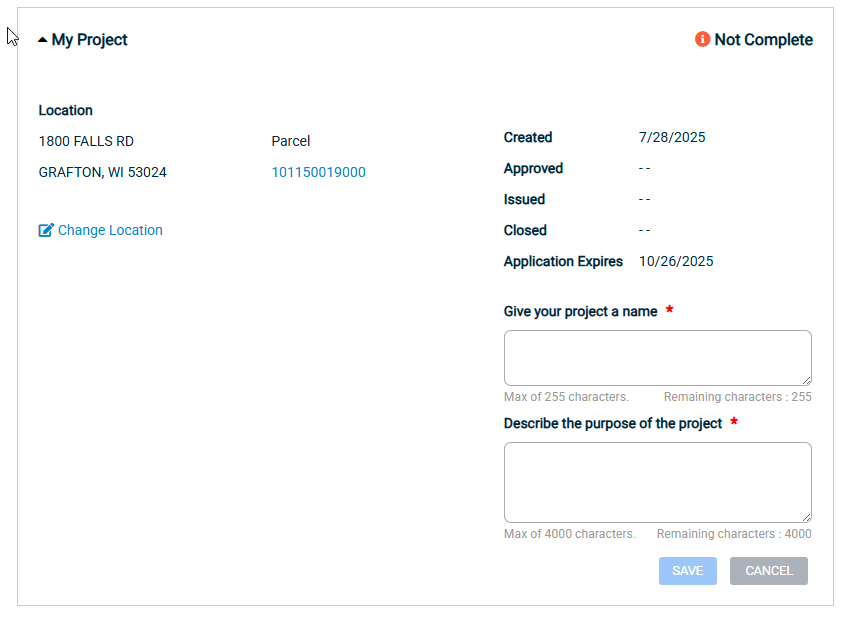 My Project
Not Complete
Location
1800 FALLS RD
Parcel
GRAFTON, WI 53024
101150019000
Change Location
Created 7/28/2025
Approved - -
Issued - -
Closed - -
Application Expires 10/26/2025
Give your project a name *
Max of 255 characters. Remaining characters : 255
Describe the purpose of the project *
Max of 4000 characters. Remaining characters : 4000
SAVE CANCEL